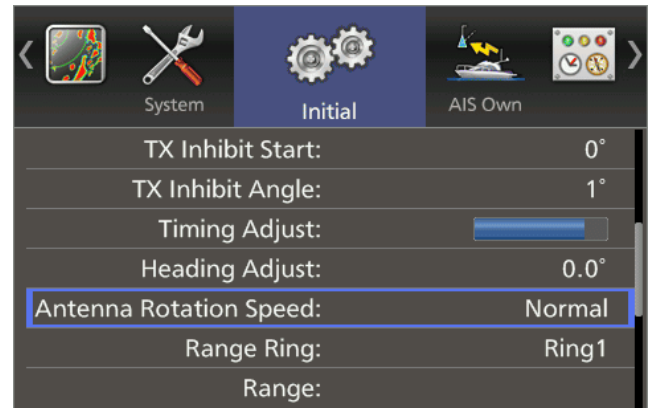 System
Initial
AIS Own
TX Inhibit Start: 0°
TX Inhibit Angle: 1°
Timing Adjust:
Heading Adjust: 0.0°
Antenna Rotation Speed: Normal
Range Ring: Ring1
Range: